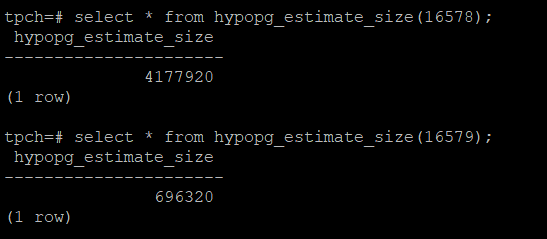 tpch=# select * from hypopg_estimate_size(16578);
 hypopg_estimate_size
----------------------
              4177920
(1 row)

tpch=# select * from hypopg_estimate_size(16579);
 hypopg_estimate_size
----------------------
               696320
(1 row)